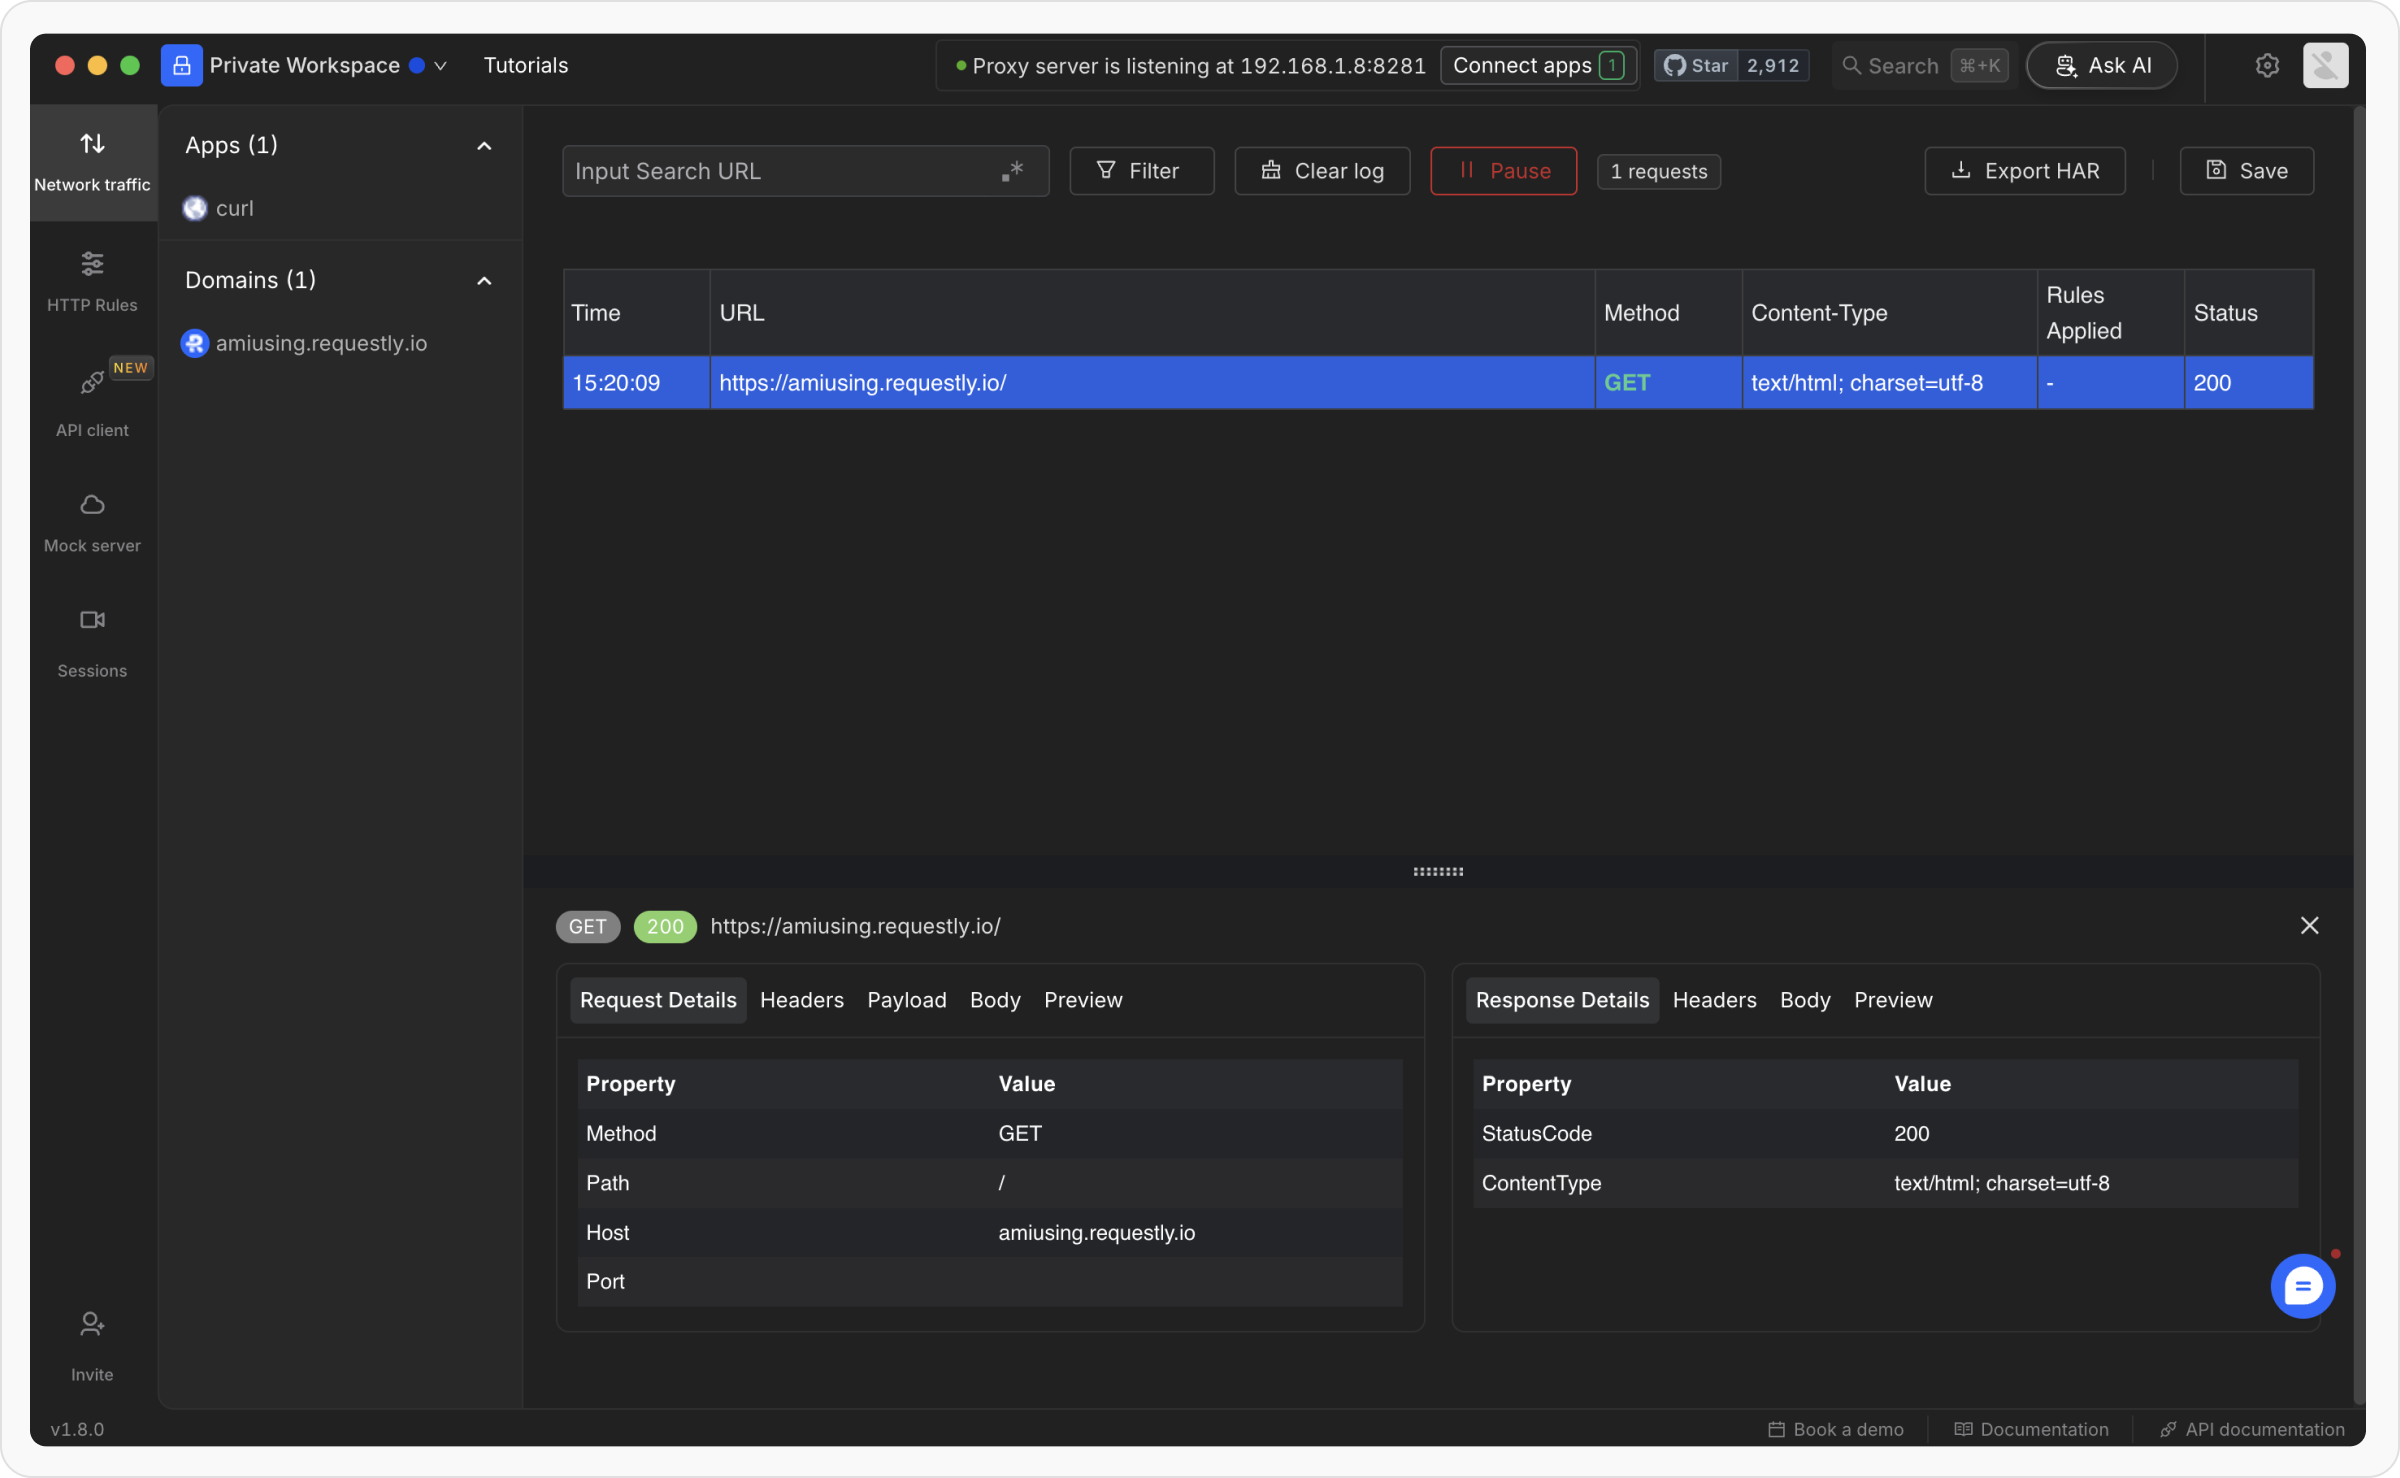 Private Workspace
Tutorials
Proxy server is listening at 192.168.1.8:8281
Connect apps 1
Star 2,912
Search ⌘+K
Ask AI
Network traffic
HTTP Rules
NEW
API client
Mock server
Sessions
Invite
v1.8.0
Apps (1)
curl
Domains (1)
amiusing.requestly.io
Input Search URL .*
Filter
Clear log
Pause
1 requests
Export HAR
Save
Time URL Method Content-Type Rules Applied Status
15:20:09 https://amiusing.requestly.io/ GET text/html; charset=utf-8 - 200
GET 200 https://amiusing.requestly.io/
Request Details Headers Payload Body Preview
Property Value
Method GET
Path /
Host amiusing.requestly.io
Port
Response Details Headers Body Preview
Property Value
StatusCode 200
ContentType text/html; charset=utf-8
Book a demo
Documentation
API documentation